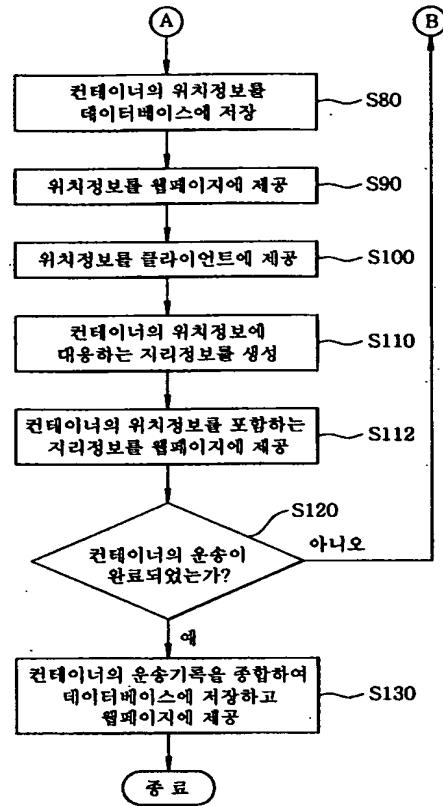 A
B
컨테이너의 위치정보를
데이터베이스에 저장
S80
위치정보를 웹페이지에 제공
S90
위치정보를 클라이언트에 제공
S100
컨테이너의 위치정보에
대응하는 지리정보를 생성
S110
컨테이너의 위치정보를 포함하는
지리정보를 웹페이지에 제공
S112
S120
컨테이너의 운송이
완료되었는가?
아니오
예
컨테이너의 운송기록을 종합하여
데이터베이스에 저장하고
웹페이지에 제공
S130
종 료